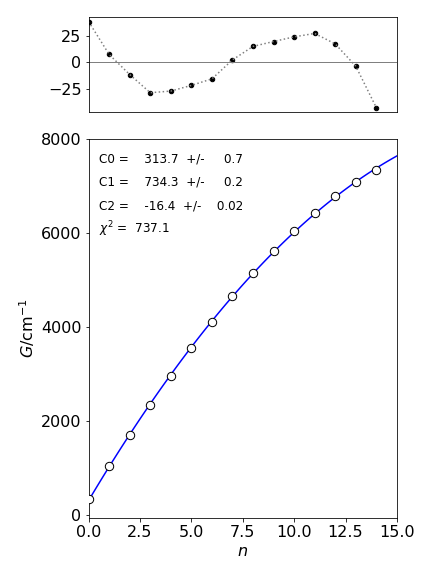 25
0
−25
8000
6000
4000
2000
0
C0 = 313.7 +/- 0.7
C1 = 734.3 +/- 0.2
C2 = -16.4 +/- 0.02
χ² = 737.1
G/cm⁻¹
0.0 2.5 5.0 7.5 10.0 12.5 15.0
n